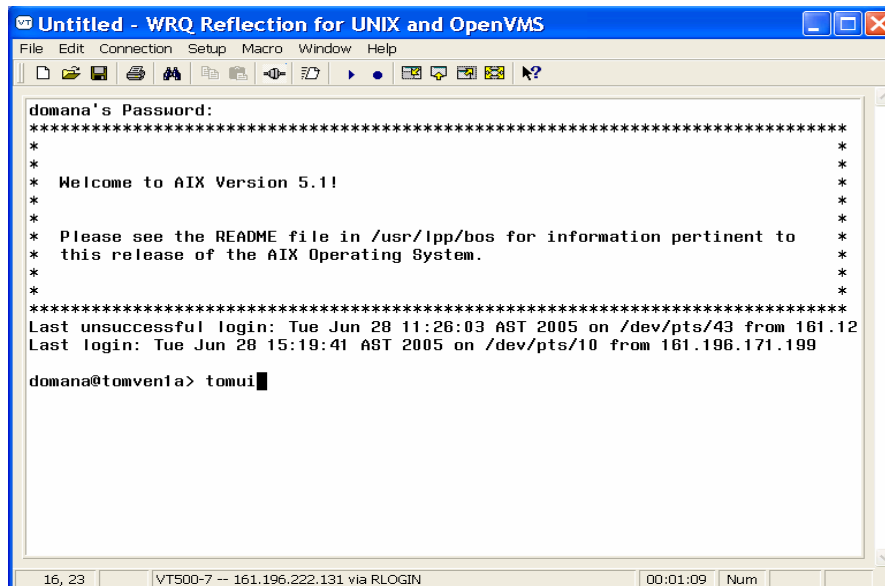 Untitled - WRQ Reflection for UNIX and OpenVMS
File Edit Connection Setup Macro Window Help
domana's Password:
*******************************************************************************
* *
* *
* Welcome to AIX Version 5.1! *
* *
* *
* Please see the README file in /usr/lpp/bos for information pertinent to *
* this release of the AIX Operating System. *
* *
* *
*******************************************************************************
Last unsuccessful login: Tue Jun 28 11:26:03 AST 2005 on /dev/pts/43 from 161.12
Last login: Tue Jun 28 15:19:41 AST 2005 on /dev/pts/10 from 161.196.171.199
domana@tomven1a> tomui
16, 23 VT500-7 -- 161.196.222.131 via RLOGIN 00:01:09 Num